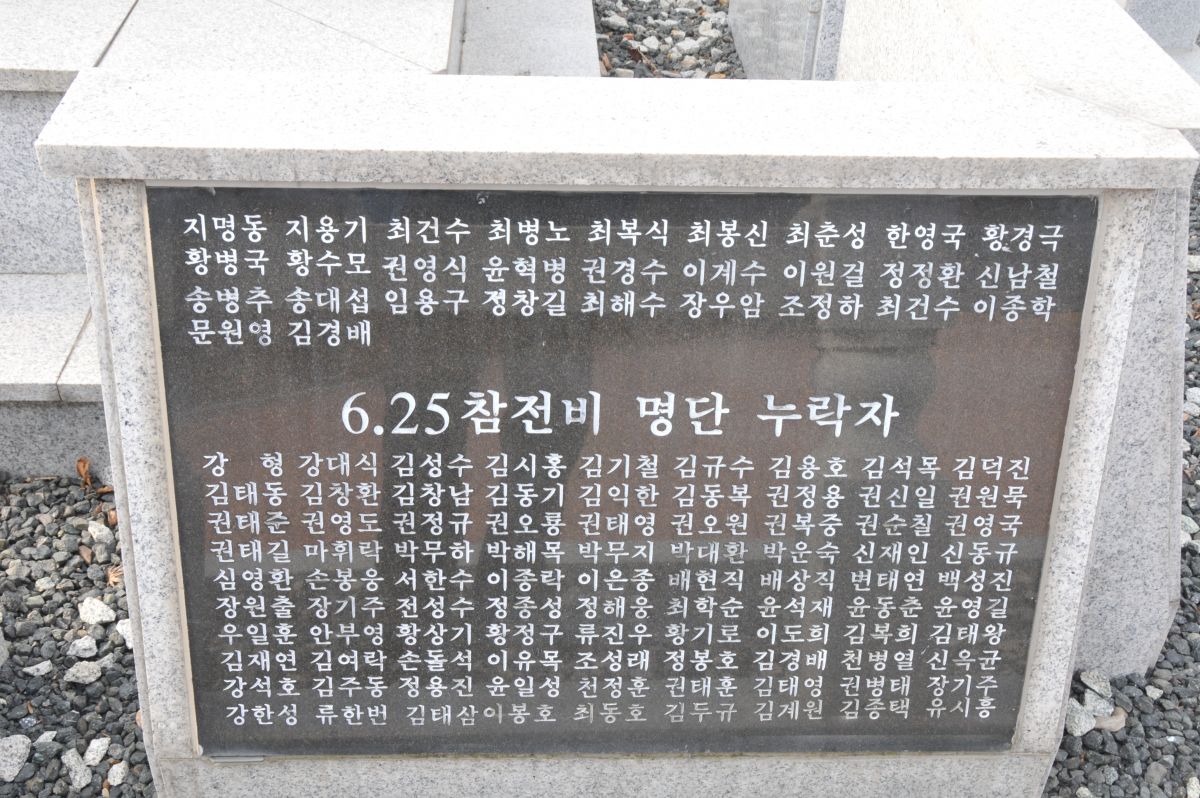 지명동 지용기 최건수 최병노 최복식 최봉신 최춘성 한영국 황경극
황병국 황수모 권영식 윤혁병 권경수 이계수 이원걸 정정환 신남철
송병추 송대섭 임용구 정창길 최해수 장우암 조정하 최건수 이종학
문원영 김경배
6.25참전비 명단 누락자
강 형 강대식 김성수 김시홍 김기철 김규수 김용호 김석목 김덕진
김태동 김창환 김창남 김동기 김익한 김동복 권정용 권신일 권원묵
권태준 권영도 권정규 권오룡 권태영 권오원 권복중 권순칠 권영국
권태길 마휘락 박무하 박해목 박무지 박대환 박운숙 신재인 신동규
심영환 손봉웅 서한수 이종락 이은종 배현직 배상직 변태연 백성진
장원출 장기주 전성수 정종성 정해웅 최학순 윤석재 윤동춘 윤영길
우일훈 안부영 황상기 황정구 류진우 황기로 이도희 김복희 김태왕
김재연 김여락 손돌석 이유목 조성래 정봉호 김경배 천병열 신옥균
강석호 김주동 정용진 윤일성 천정훈 권태훈 김태영 권병태 장기주
강한성 류한번 김태삼 이봉호 최동호 김두규 김계원 김종택 유시흥